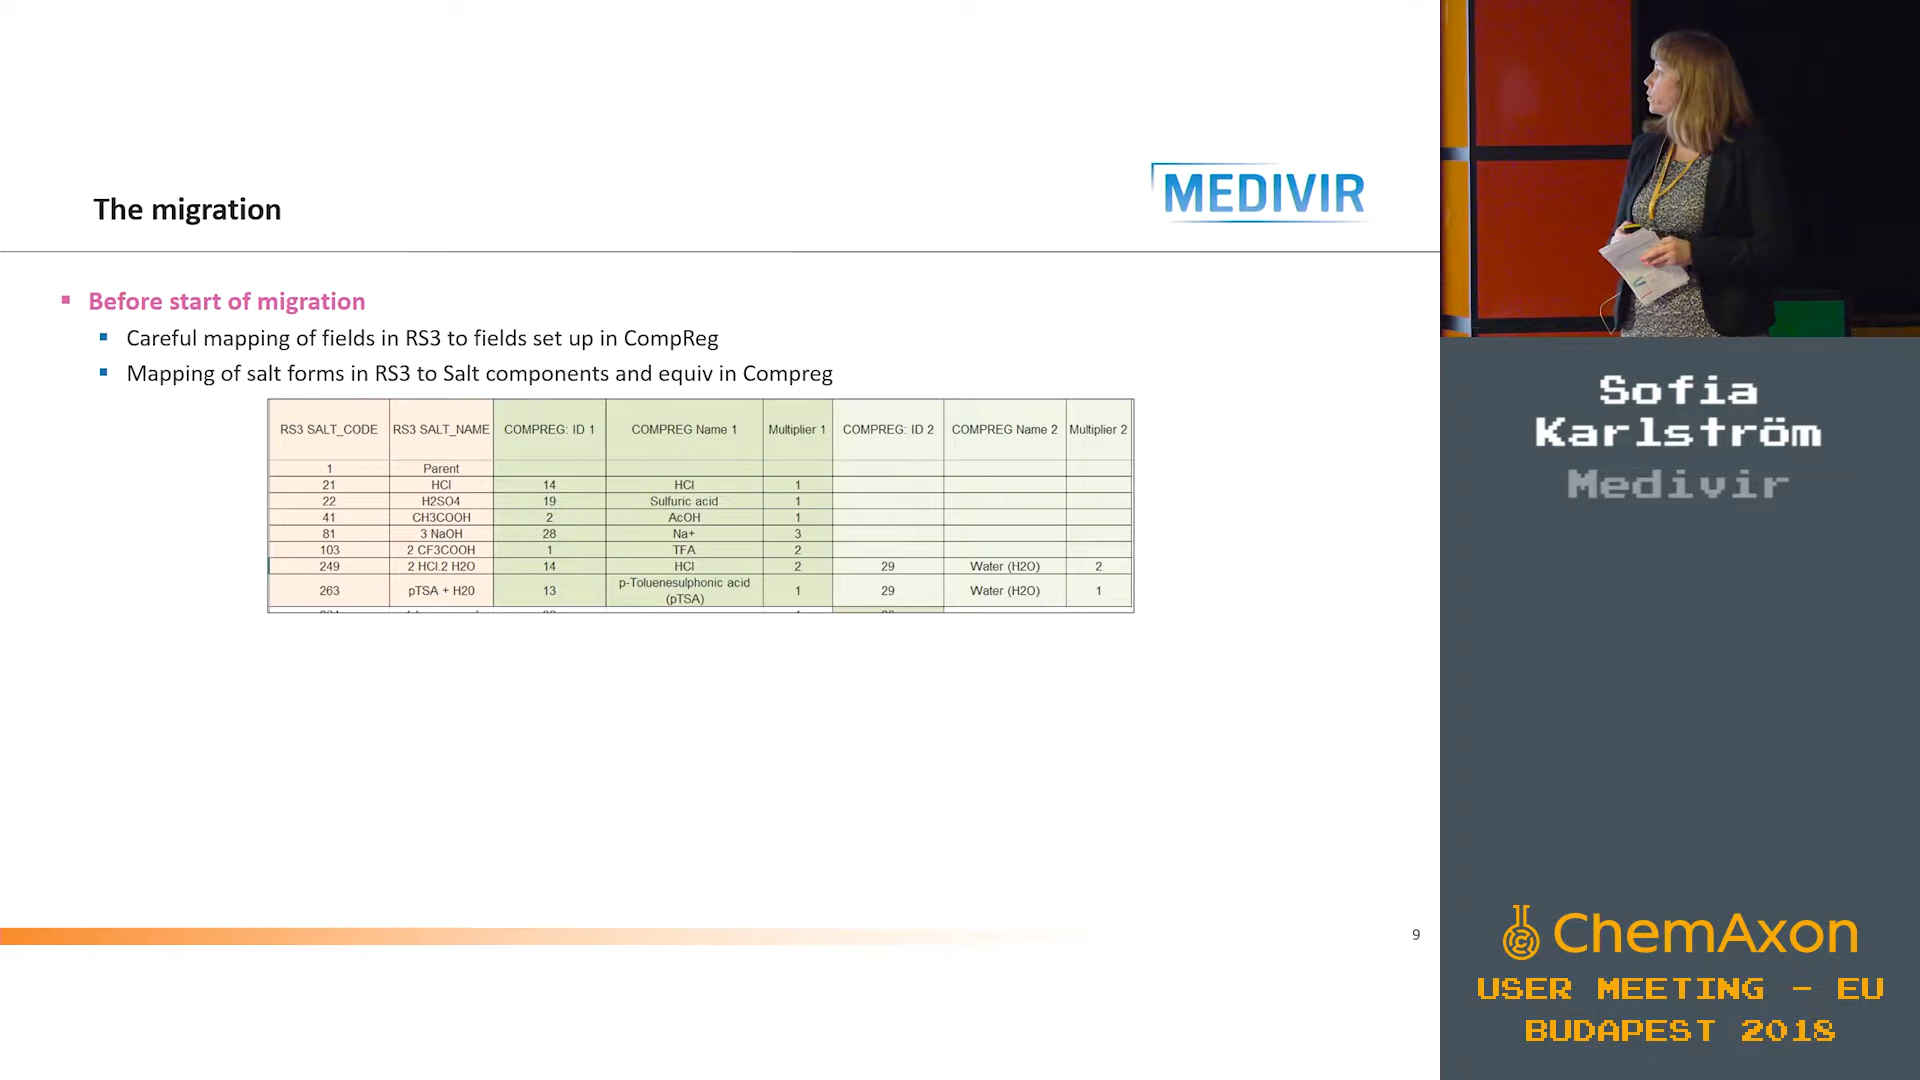 The migration
MEDIVIR
Before start of migration
Careful mapping of fields in RS3 to fields set up in CompReg
Mapping of salt forms in RS3 to Salt components and equiv in Compreg
RS3 SALT_CODE RS3 SALT_NAME COMPREG: ID 1 COMPREG Name 1 Multiplier 1 COMPREG: ID 2 COMPREG Name 2 Multiplier 2
1 Parent
21 HCl 14 HCl 1
22 H2SO4 19 Sulfuric acid 1
41 CH3COOH 2 AcOH 1
81 3 NaOH 28 Na+ 3
103 2 CF3COOH 1 TFA 2
249 2 HCl.2 H2O 14 HCl 2 29 Water (H2O) 2
263 pTSA + H20 13 p-Toluenesulphonic acid (pTSA) 1 29 Water (H2O) 1
9
Sofia
Karlström
Medivir
ChemAxon
USER MEETING - EU
BUDAPEST 2018